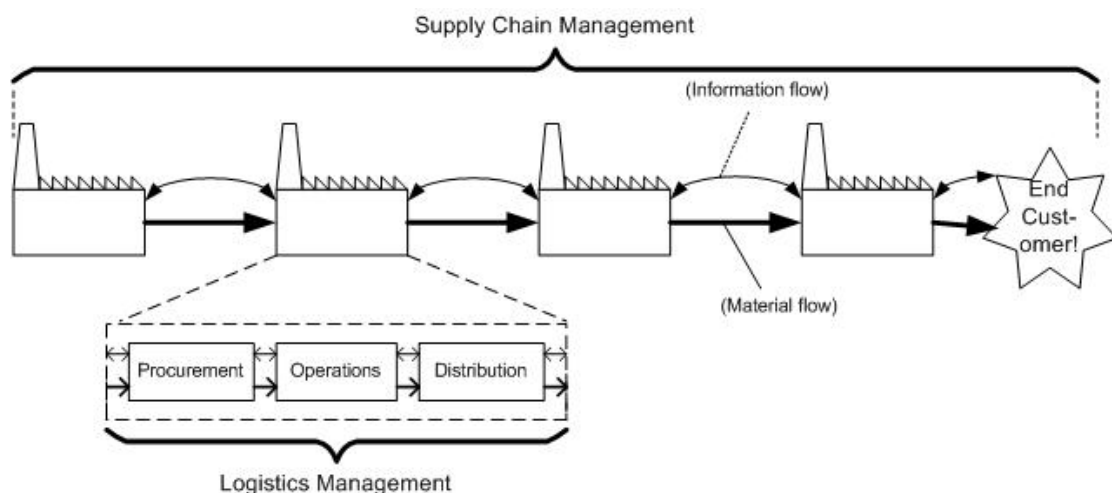 Supply Chain Management
(Information flow)
End
Cust-
omer!
(Material flow)
Procurement
Operations
Distribution
Logistics Management